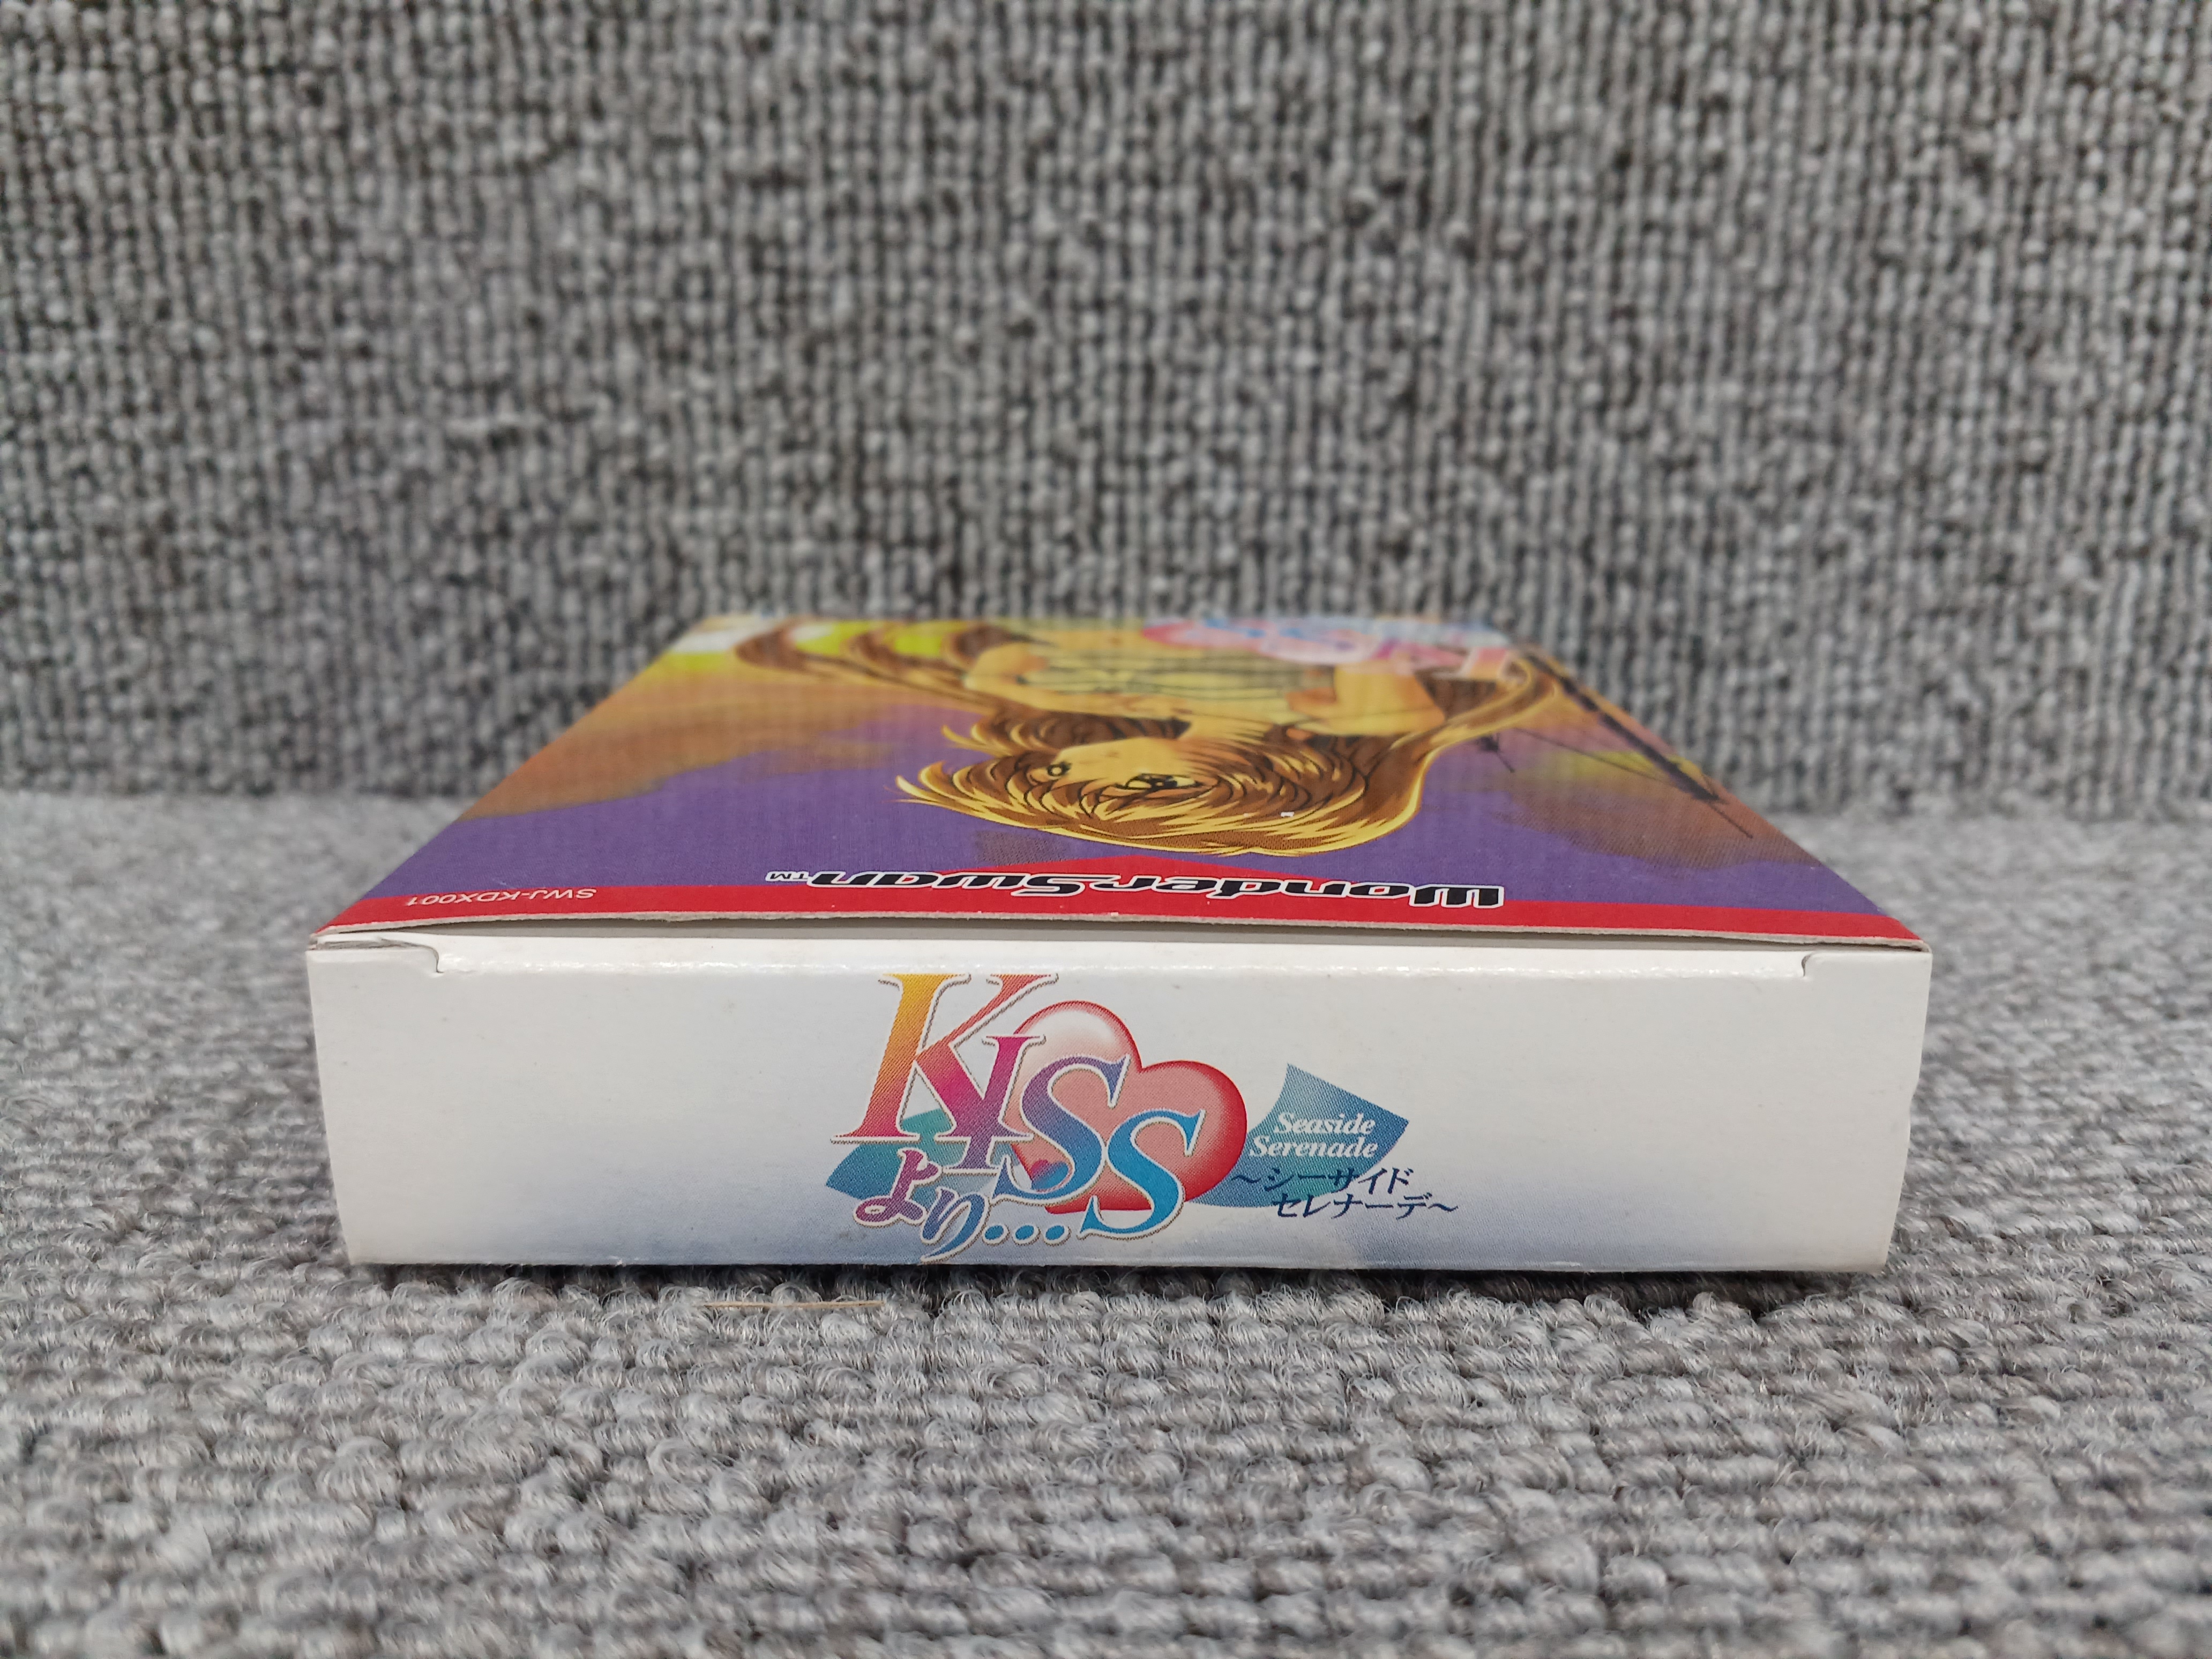 WonderSwan™
SWJ-KDX001
KISS
より...
Seaside
Serenade
～シーサイド
セレナーデ～